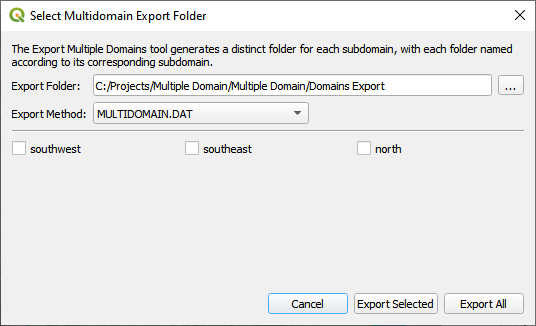 Select Multidomain Export Folder
The Export Multiple Domains tool generates a distinct folder for each subdomain, with each folder named
according to its corresponding subdomain.
Export Folder: C:/Projects/Multiple Domain/Multiple Domain/Domains Export ...
Export Method: MULTIDOMAIN.DAT
southwest southeast north
Cancel Export Selected Export All